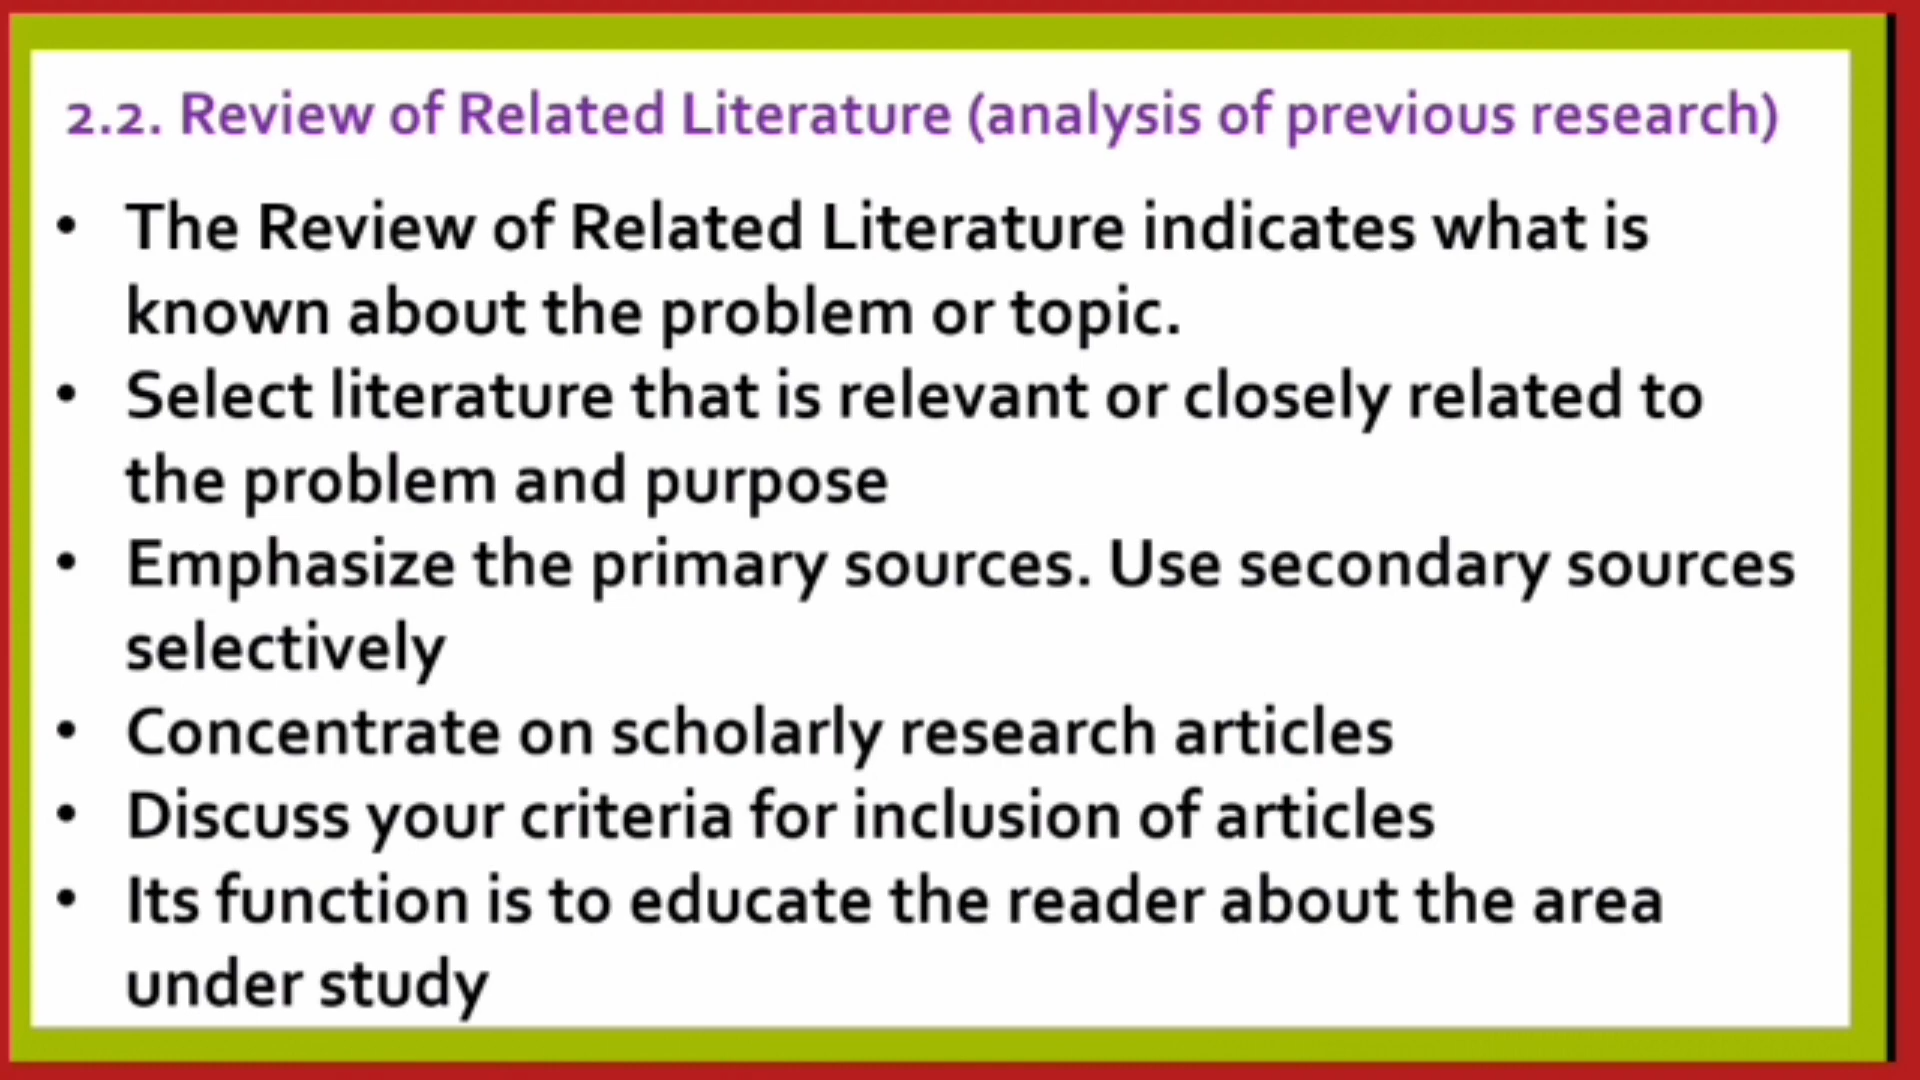 2.2. Review of Related Literature (analysis of previous research)
• The Review of Related Literature indicates what is
known about the problem or topic.
• Select literature that is relevant or closely related to
the problem and purpose
• Emphasize the primary sources. Use secondary sources
selectively
• Concentrate on scholarly research articles
• Discuss your criteria for inclusion of articles
• Its function is to educate the reader about the area
under study